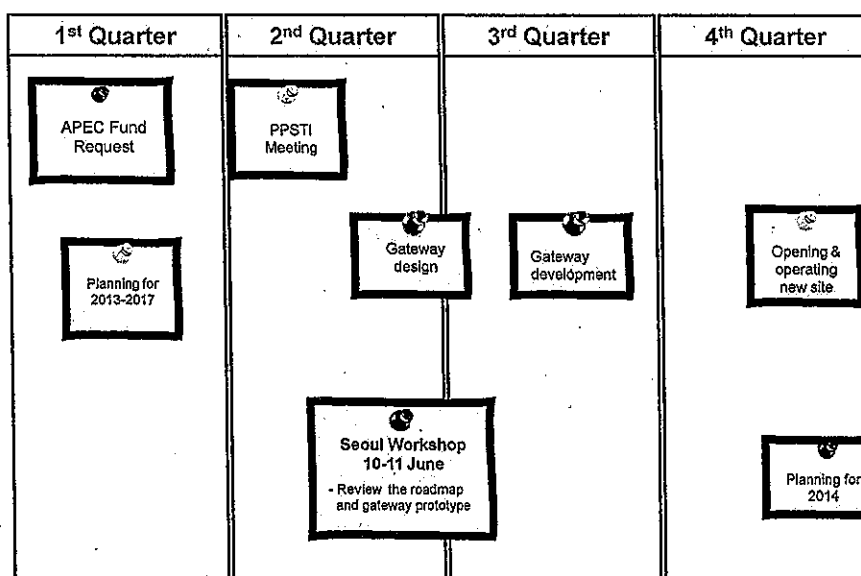 1st Quarter
2nd Quarter
3rd Quarter
4th Quarter
APEC Fund
Request
PPSTI
Meeting
Gateway
design
Gateway
development
Opening &
operating
new site
Planning for
2013-2017
Seoul Workshop
10-11 June
- Review the roadmap
and gateway prototype
Planning for
2014